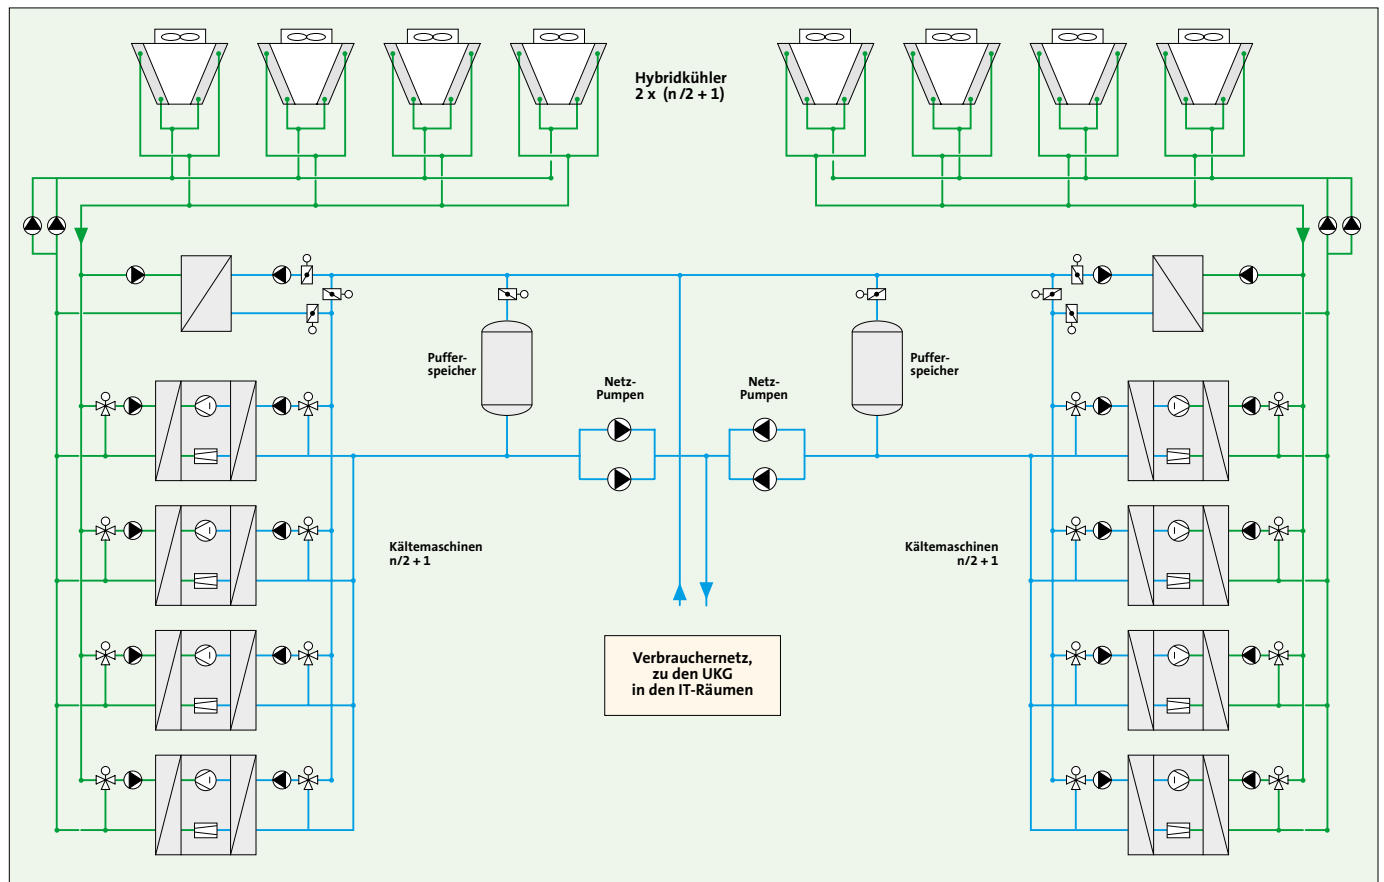 Hybridkühler
2 x (n/2 + 1)
Puffer-
speicher
Puffer-
speicher
Netz-
Pumpen
Netz-
Pumpen
Kältemaschinen
n/2 + 1
Kältemaschinen
n/2 + 1
Verbrauchernetz,
zu den UKG
in den IT-Räumen